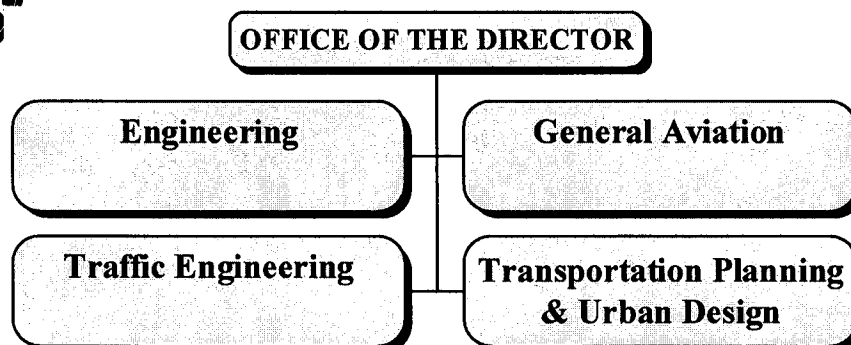 OFFICE OF THE DIRECTOR
Engineering
General Aviation
Traffic Engineering
Transportation Planning
& Urban Design